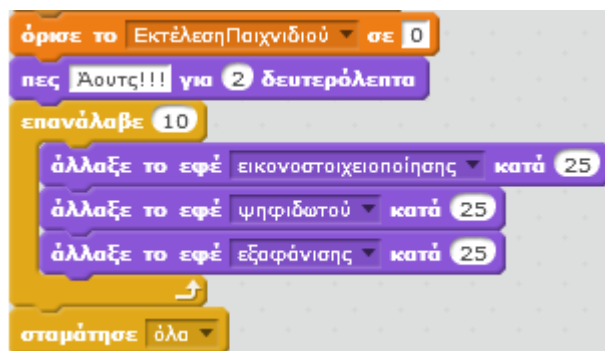 όρισε το ΕκτέλεσηΠαιχνιδιού σε 0
πες Άουτς!!! για 2 δευτερόλεπτα
επανάλαβε 10
άλλαξε το εφέ εικονοστοιχειοποίησης κατά 25
άλλαξε το εφέ ψηφιδωτού κατά 25
άλλαξε το εφέ εξαφάνισης κατά 25
σταμάτησε όλα